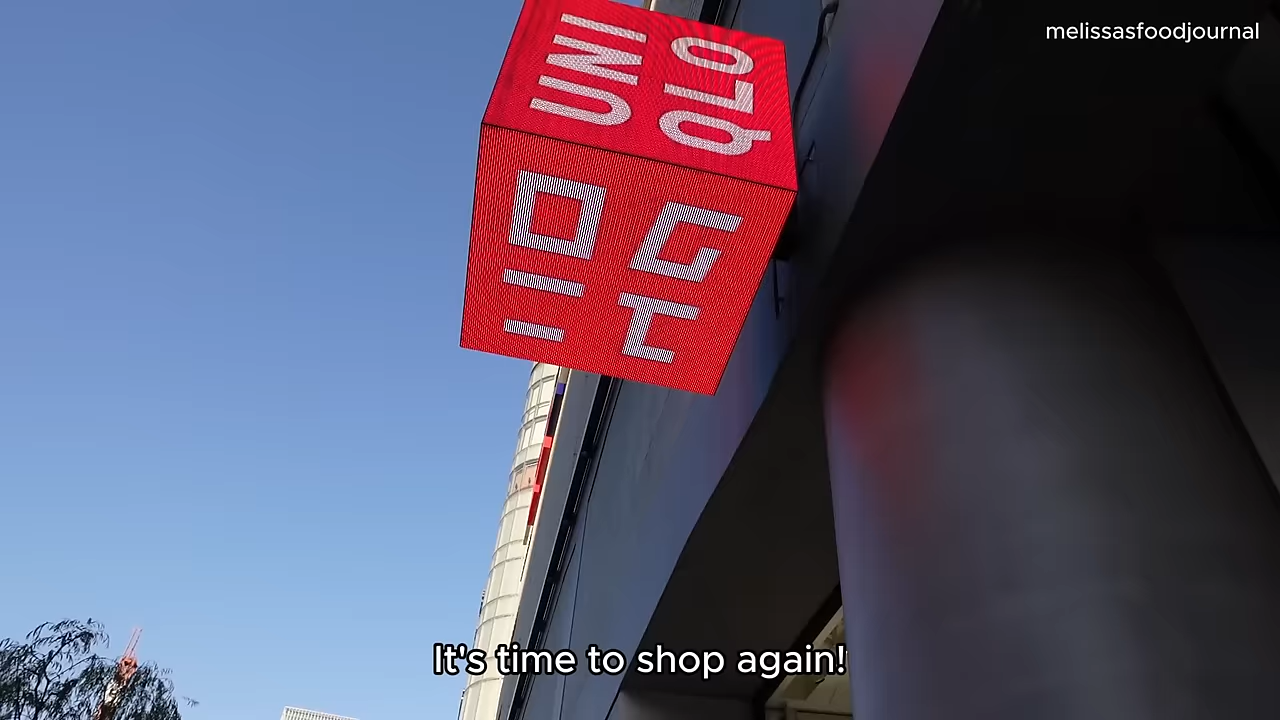 melissasfoodjournal
UNI
QLO
ユニ
クロ
It's time to shop again!